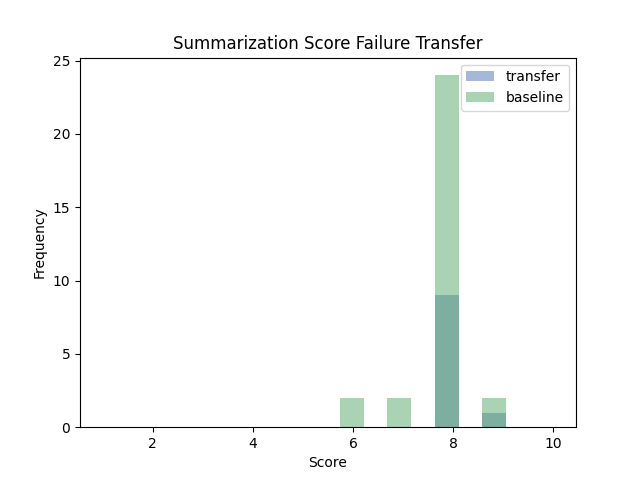 Summarization Score Failure Transfer
transfer
baseline
25
20
15
10
5
0
Frequency
2 4 6 8 10
Score